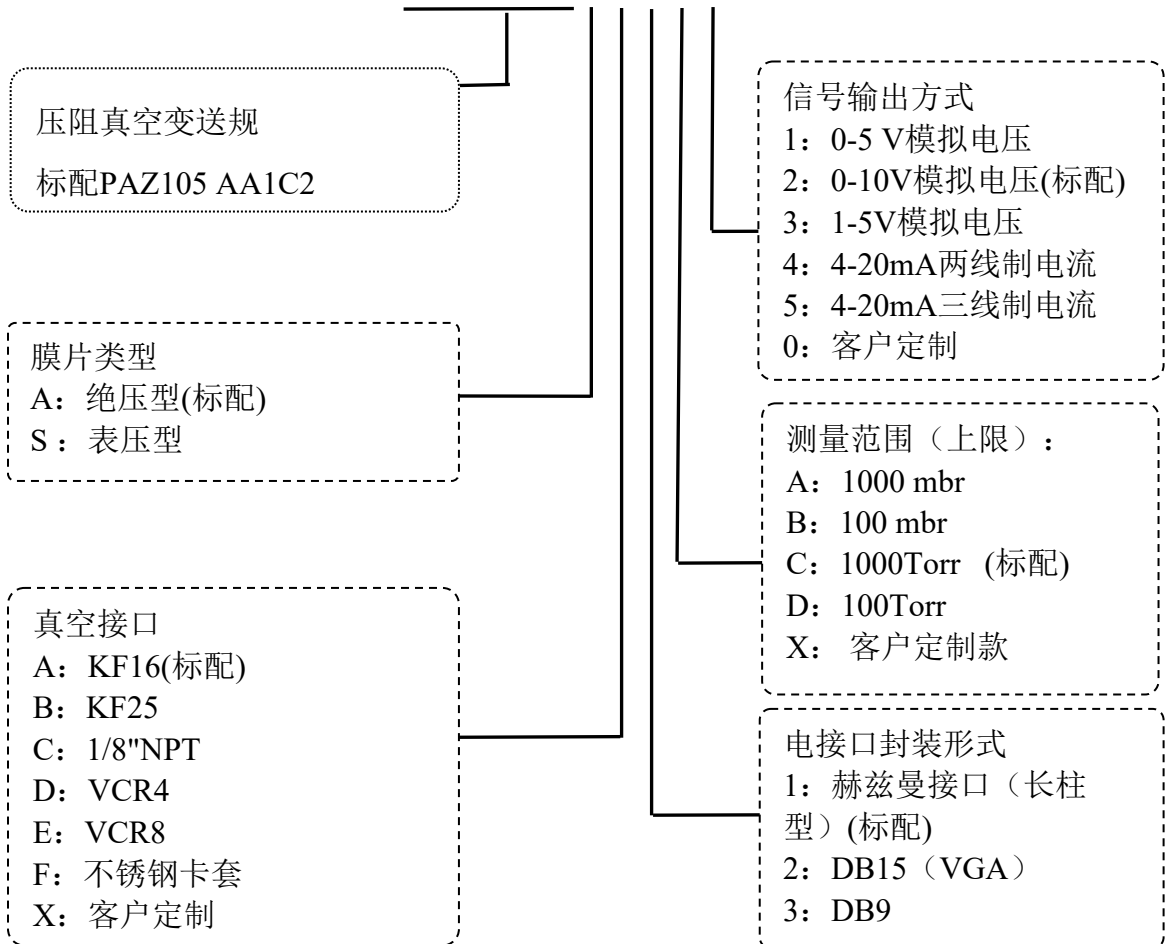 压阻真空变送规
标配PAZ105 AA1C2
膜片类型
A：绝压型(标配)
S ：表压型
真空接口
A：KF16(标配)
B：KF25
C：1/8"NPT
D：VCR4
E：VCR8
F：不锈钢卡套
X：客户定制
信号输出方式
1：0-5 V模拟电压
2：0-10V模拟电压(标配)
3：1-5V模拟电压
4：4-20mA两线制电流
5：4-20mA三线制电流
0：客户定制
测量范围（上限）：
A：1000 mbr
B：100 mbr
C：1000Torr (标配)
D：100Torr
X： 客户定制款
电接口封装形式
1：赫兹曼接口（长柱
型）(标配)
2：DB15（VGA）
3：DB9